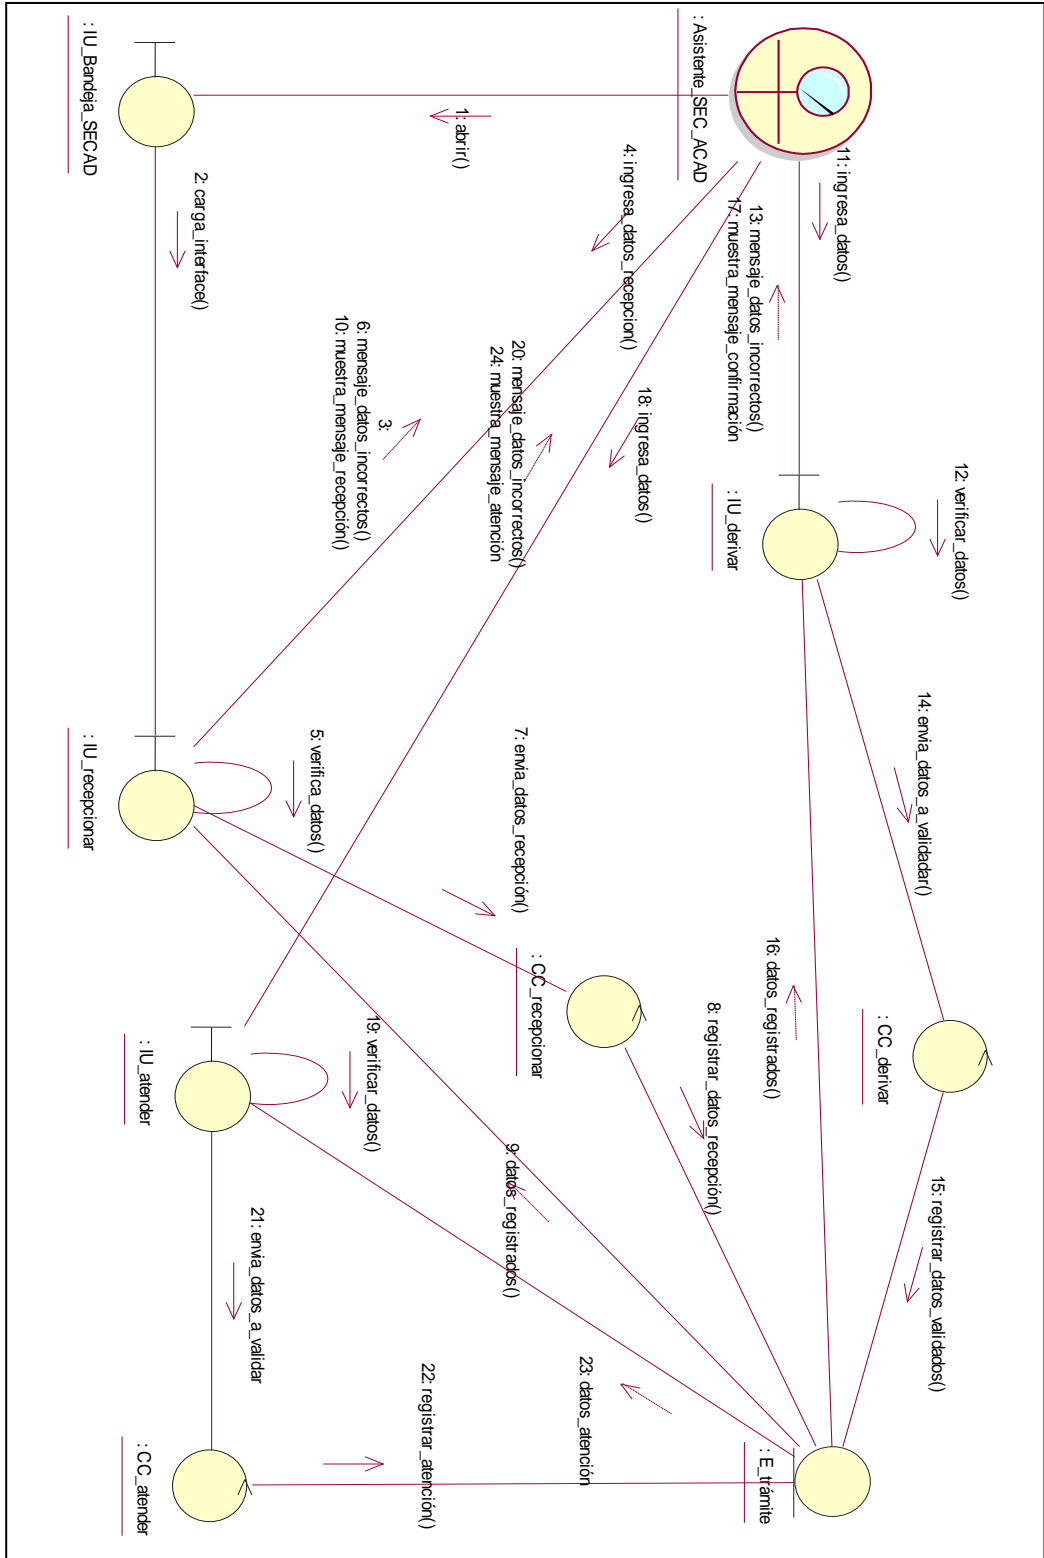 : Asistente_SEC_ACAD
: IU_Bandeja_SECAD
1: abrir()
2: carga_interface()
11: ingresa_datos()
13: mensaje_datos_incorrectos()
17: muestra_mensaje_confirmación
4: ingresa_datos_recepcion()
18: ingresa_datos()
20: mensaje_datos_incorrectos()
24: muestra_mensaje_atención
3:
6: mensaje_datos_incorrectos()
10: muestra_mensaje_recepción()
12: verificar_datos()
: IU_derivar
14: envia_datos_a_validadar()
: CC_derivar
16: datos_registrados()
15: registrar_datos_validados()
: IU_recepcionar
5: verifica_datos()
7: envia_datos_recepción()
: CC_recepcionar
8: registrar_datos_recepción()
9: datos_registrados()
: IU_atender
19: verificar_datos()
21: envia_datos_a_validar
: CC_atender
22: registrar_atención()
23: datos_atención
: E_trámite